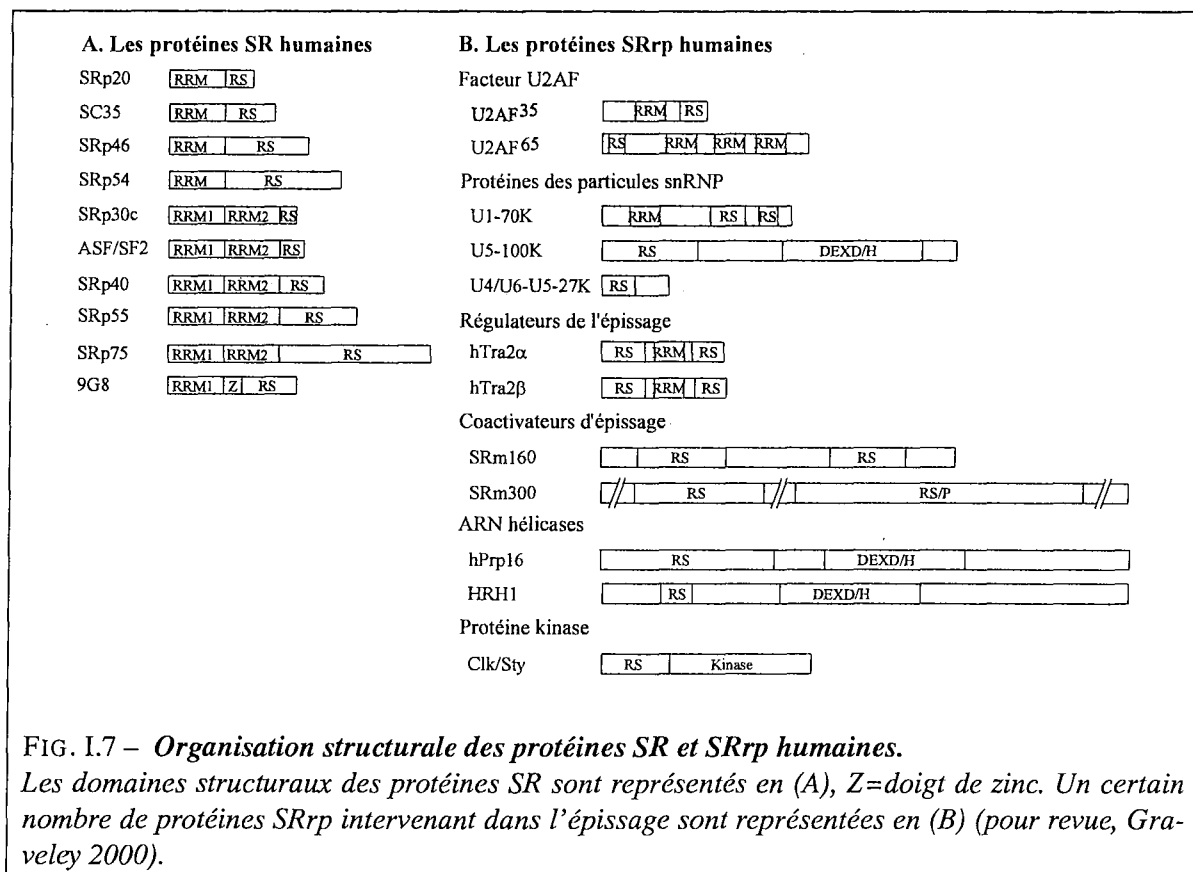 A. Les protéines SR humaines
SRp20 RRM RS
SC35 RRM RS
SRp46 RRM RS
SRp54 RRM RS
SRp30c RRM1 RRM2 RS
ASF/SF2 RRM1 RRM2 RS
SRp40 RRM1 RRM2 RS
SRp55 RRM1 RRM2 RS
SRp75 RRM1 RRM2 RS
9G8 RRM1 Z RS
B. Les protéines SRrp humaines
Facteur U2AF
U2AF35 RRM RS
U2AF65 RS RRM RRM RRM
Protéines des particules snRNP
U1-70K RRM RS RS
U5-100K RS DEXD/H
U4/U6-U5-27K RS
Régulateurs de l'épissage
hTra2α RS RRM RS
hTra2β RS RRM RS
Coactivateurs d'épissage
SRm160 RS RS
SRm300 RS RS/P
ARN hélicases
hPrp16 RS DEXD/H
HRH1 RS DEXD/H
Protéine kinase
Clk/Sty RS Kinase
FIG. I.7 – Organisation structurale des protéines SR et SRrp humaines.
Les domaines structuraux des protéines SR sont représentés en (A), Z=doigt de zinc. Un certain
nombre de protéines SRrp intervenant dans l'épissage sont représentées en (B) (pour revue, Gra-
veley 2000).